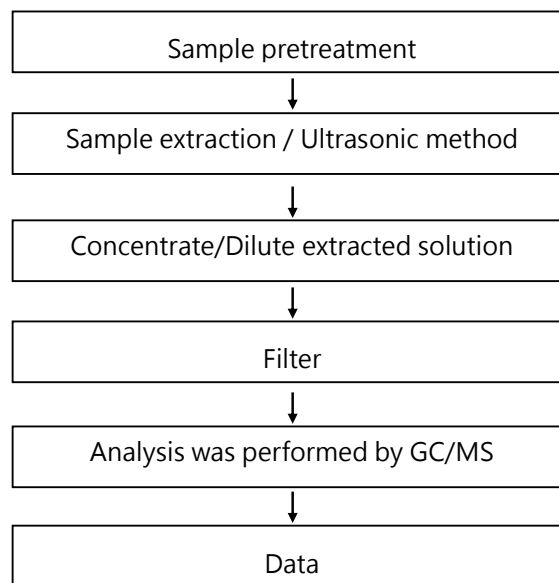 Sample pretreatment
Sample extraction / Ultrasonic method
Concentrate/Dilute extracted solution
Filter
Analysis was performed by GC/MS
Data